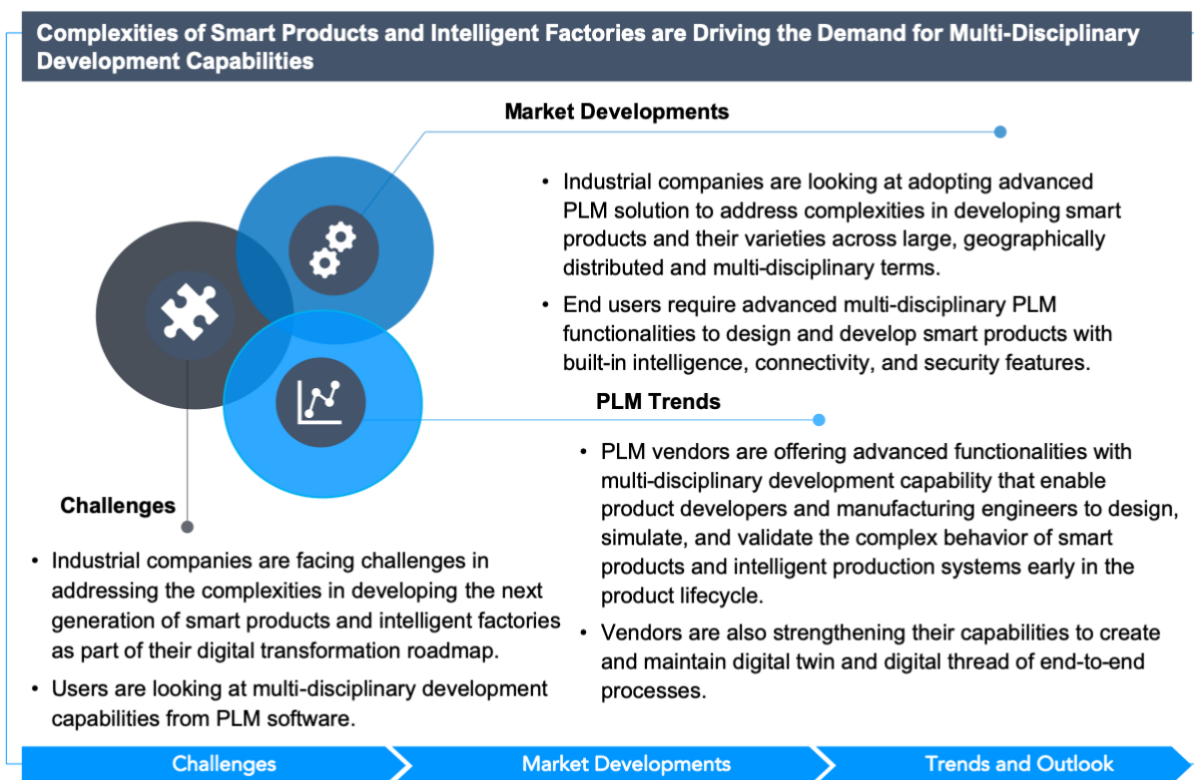 Complexities of Smart Products and Intelligent Factories are Driving the Demand for Multi-Disciplinary
Development Capabilities
Market Developments
• Industrial companies are looking at adopting advanced
PLM solution to address complexities in developing smart
products and their varieties across large, geographically
distributed and multi-disciplinary terms.
• End users require advanced multi-disciplinary PLM
functionalities to design and develop smart products with
built-in intelligence, connectivity, and security features.
PLM Trends
• PLM vendors are offering advanced functionalities with
multi-disciplinary development capability that enable
product developers and manufacturing engineers to design,
simulate, and validate the complex behavior of smart
products and intelligent production systems early in the
product lifecycle.
• Vendors are also strengthening their capabilities to create
and maintain digital twin and digital thread of end-to-end
processes.
Challenges
• Industrial companies are facing challenges in
addressing the complexities in developing the next
generation of smart products and intelligent factories
as part of their digital transformation roadmap.
• Users are looking at multi-disciplinary development
capabilities from PLM software.
Challenges
Market Developments
Trends and Outlook